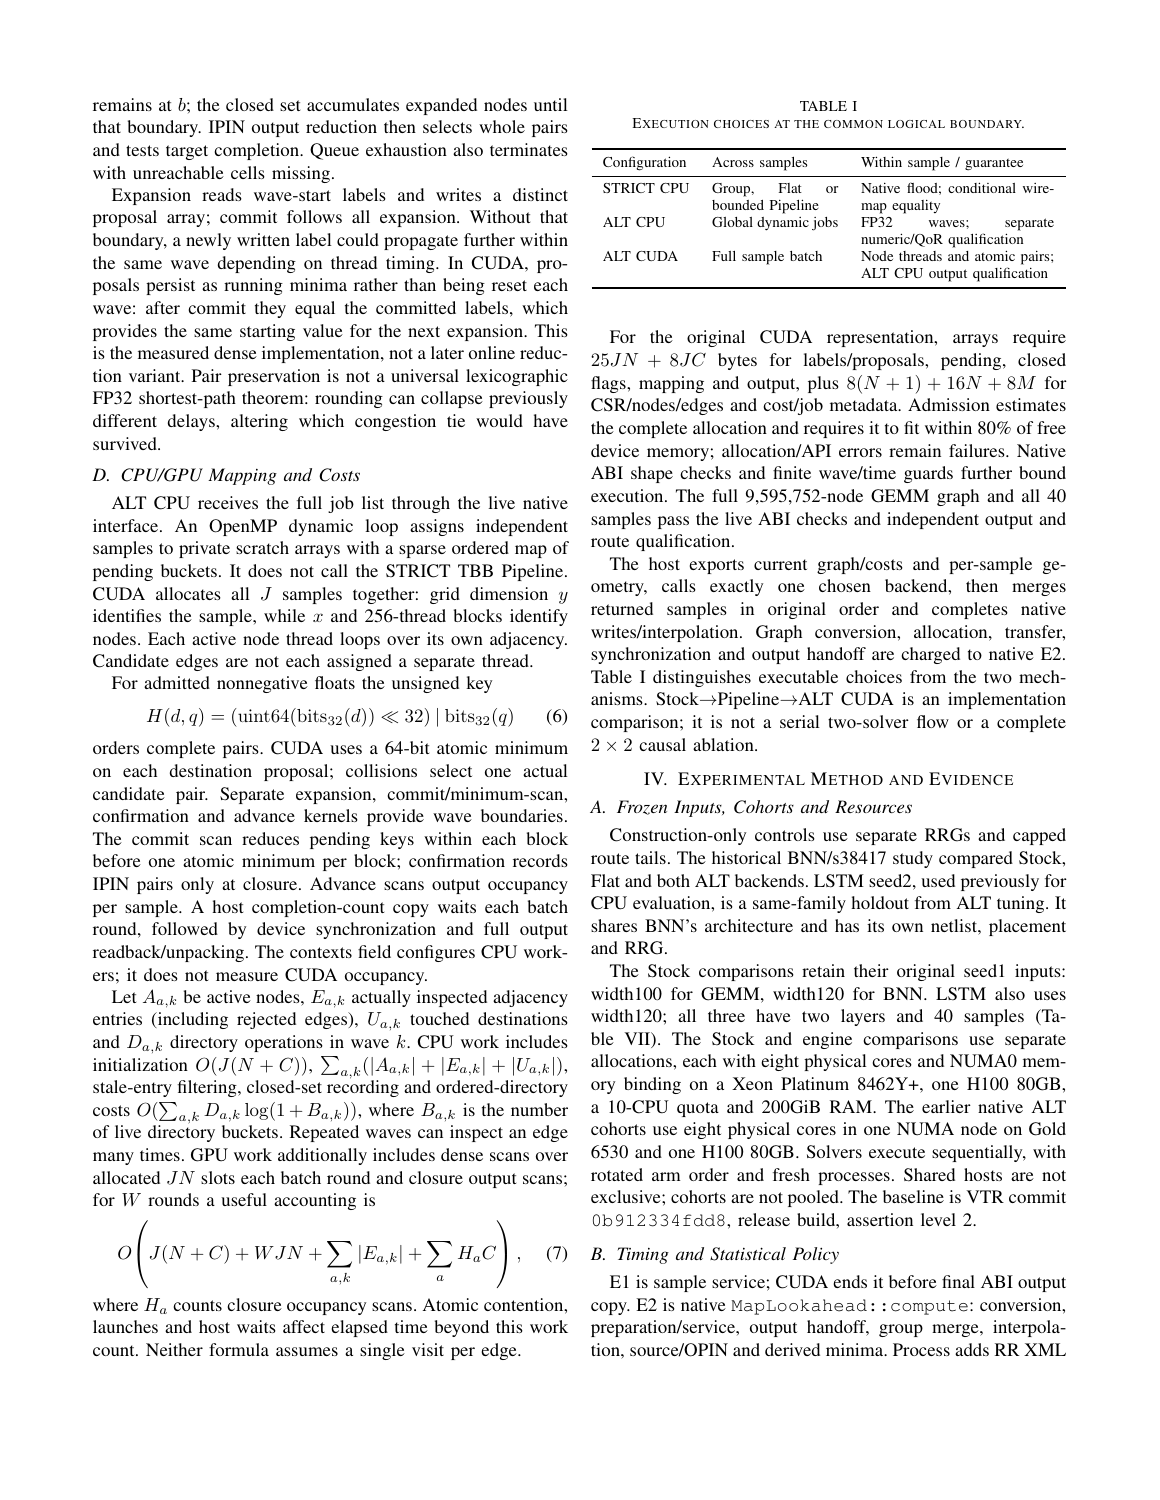 remains at b; the closed set accumulates expanded nodes until
that boundary. IPIN output reduction then selects whole pairs
and tests target completion. Queue exhaustion also terminates
with unreachable cells missing.
Expansion reads wave-start labels and writes a distinct
proposal array; commit follows all expansion. Without that
boundary, a newly written label could propagate further within
the same wave depending on thread timing. In CUDA, pro-
posals persist as running minima rather than being reset each
wave: after commit they equal the committed labels, which
provides the same starting value for the next expansion. This
is the measured dense implementation, not a later online reduc-
tion variant. Pair preservation is not a universal lexicographic
FP32 shortest-path theorem: rounding can collapse previously
different delays, altering which congestion tie would have
survived.
D. CPU/GPU Mapping and Costs
ALT CPU receives the full job list through the live native
interface. An OpenMP dynamic loop assigns independent
samples to private scratch arrays with a sparse ordered map of
pending buckets. It does not call the STRICT TBB Pipeline.
CUDA allocates all J samples together: grid dimension y
identifies the sample, while x and 256-thread blocks identify
nodes. Each active node thread loops over its own adjacency.
Candidate edges are not each assigned a separate thread.
For admitted nonnegative floats the unsigned key
H(d, q) = (uint64(bits₃₂(d)) ≪ 32) | bits₃₂(q) (6)
orders complete pairs. CUDA uses a 64-bit atomic minimum
on each destination proposal; collisions select one actual
candidate pair. Separate expansion, commit/minimum-scan,
confirmation and advance kernels provide wave boundaries.
The commit scan reduces pending keys within each block
before one atomic minimum per block; confirmation records
IPIN pairs only at closure. Advance scans output occupancy
per sample. A host completion-count copy waits each batch
round, followed by device synchronization and full output
readback/unpacking. The contexts field configures CPU work-
ers; it does not measure CUDA occupancy.
Let A_{a,k} be active nodes, E_{a,k} actually inspected adjacency
entries (including rejected edges), U_{a,k} touched destinations
and D_{a,k} directory operations in wave k. CPU work includes
initialization O(J(N + C)), ∑_{a,k}(|A_{a,k}| + |E_{a,k}| + |U_{a,k}|),
stale-entry filtering, closed-set recording and ordered-directory
costs O(∑_{a,k} D_{a,k} log(1 + B_{a,k})), where B_{a,k} is the number
of live directory buckets. Repeated waves can inspect an edge
many times. GPU work additionally includes dense scans over
allocated JN slots each batch round and closure output scans;
for W rounds a useful accounting is
O(J(N + C) + WJN + ∑_{a,k} |E_{a,k}| + ∑_a H_aC), (7)
where H_a counts closure occupancy scans. Atomic contention,
launches and host waits affect elapsed time beyond this work
count. Neither formula assumes a single visit per edge.
TABLE I
EXECUTION CHOICES AT THE COMMON LOGICAL BOUNDARY.
Configuration Across samples Within sample / guarantee
STRICT CPU Group, Flat or Native flood; conditional wire-
bounded Pipeline map equality
ALT CPU Global dynamic jobs FP32 waves; separate
numeric/QoR qualification
ALT CUDA Full sample batch Node threads and atomic pairs;
ALT CPU output qualification
For the original CUDA representation, arrays require
25JN + 8JC bytes for labels/proposals, pending, closed
flags, mapping and output, plus 8(N + 1) + 16N + 8M for
CSR/nodes/edges and cost/job metadata. Admission estimates
the complete allocation and requires it to fit within 80% of free
device memory; allocation/API errors remain failures. Native
ABI shape checks and finite wave/time guards further bound
execution. The full 9,595,752-node GEMM graph and all 40
samples pass the live ABI checks and independent output and
route qualification.
The host exports current graph/costs and per-sample ge-
ometry, calls exactly one chosen backend, then merges
returned samples in original order and completes native
writes/interpolation. Graph conversion, allocation, transfer,
synchronization and output handoff are charged to native E2.
Table I distinguishes executable choices from the two mech-
anisms. Stock→Pipeline→ALT CUDA is an implementation
comparison; it is not a serial two-solver flow or a complete
2 × 2 causal ablation.
IV. EXPERIMENTAL METHOD AND EVIDENCE
A. Frozen Inputs, Cohorts and Resources
Construction-only controls use separate RRGs and capped
route tails. The historical BNN/s38417 study compared Stock,
Flat and both ALT backends. LSTM seed2, used previously for
CPU evaluation, is a same-family holdout from ALT tuning. It
shares BNN's architecture and has its own netlist, placement
and RRG.
The Stock comparisons retain their original seed1 inputs:
width100 for GEMM, width120 for BNN. LSTM also uses
width120; all three have two layers and 40 samples (Ta-
ble VII). The Stock and engine comparisons use separate
allocations, each with eight physical cores and NUMA0 mem-
ory binding on a Xeon Platinum 8462Y+, one H100 80GB,
a 10-CPU quota and 200GiB RAM. The earlier native ALT
cohorts use eight physical cores in one NUMA node on Gold
6530 and one H100 80GB. Solvers execute sequentially, with
rotated arm order and fresh processes. Shared hosts are not
exclusive; cohorts are not pooled. The baseline is VTR commit
0b912334fdd8, release build, assertion level 2.
B. Timing and Statistical Policy
E1 is sample service; CUDA ends it before final ABI output
copy. E2 is native MapLookahead::compute: conversion,
preparation/service, output handoff, group merge, interpola-
tion, source/OPIN and derived minima. Process adds RR XML